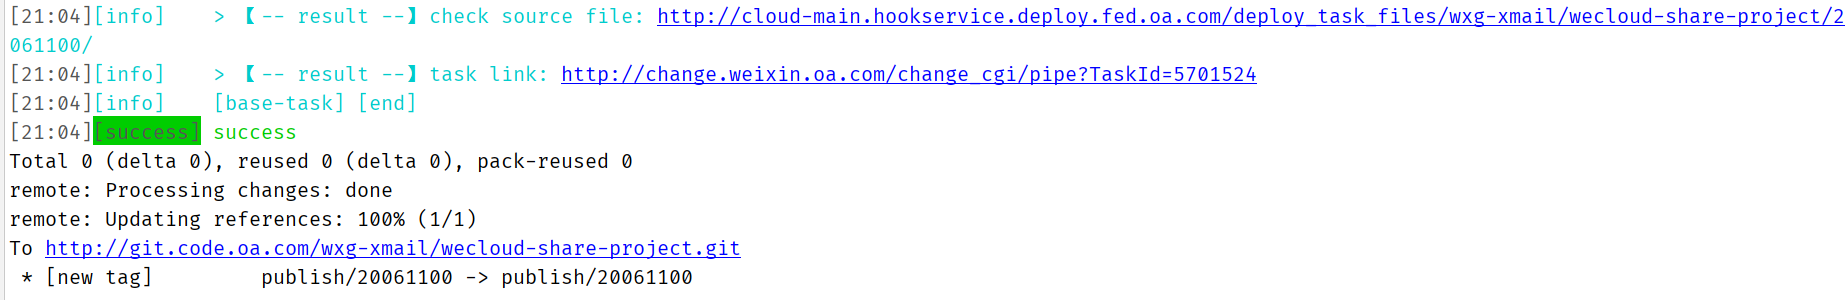 [21:04][info]    > 【-- result --】check source file: http://cloud-main.hookservice.deploy.fed.oa.com/deploy_task_files/wxg-xmail/wecloud-share-project/2
061100/
[21:04][info]    > 【-- result --】task link: http://change.weixin.oa.com/change_cgi/pipe?TaskId=5701524
[21:04][info]    [base-task] [end]
[21:04][success] success
Total 0 (delta 0), reused 0 (delta 0), pack-reused 0
remote: Processing changes: done
remote: Updating references: 100% (1/1)
To http://git.code.oa.com/wxg-xmail/wecloud-share-project.git
 * [new tag]         publish/20061100 -> publish/20061100